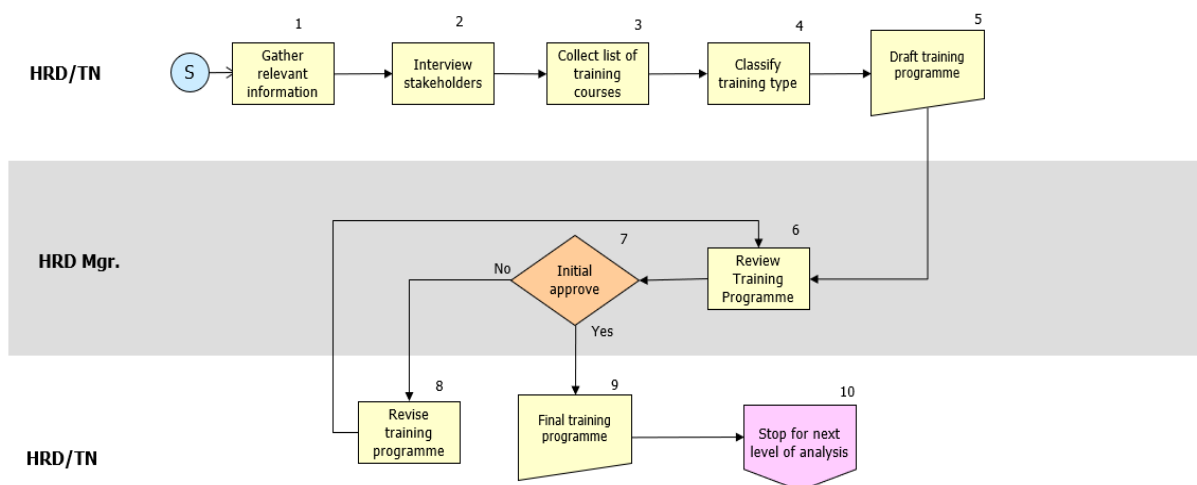 1
2
3
4
5
HRD/TN
S
Gather
relevant
information
Interview
stakeholders
Collect list of
training
courses
Classify
training type
Draft training
programme
HRD Mgr.
6
7
No
Initial
approve
Review
Training
Programme
Yes
8
9
10
HRD/TN
Revise
training
programme
Final training
programme
Stop for next
level of analysis